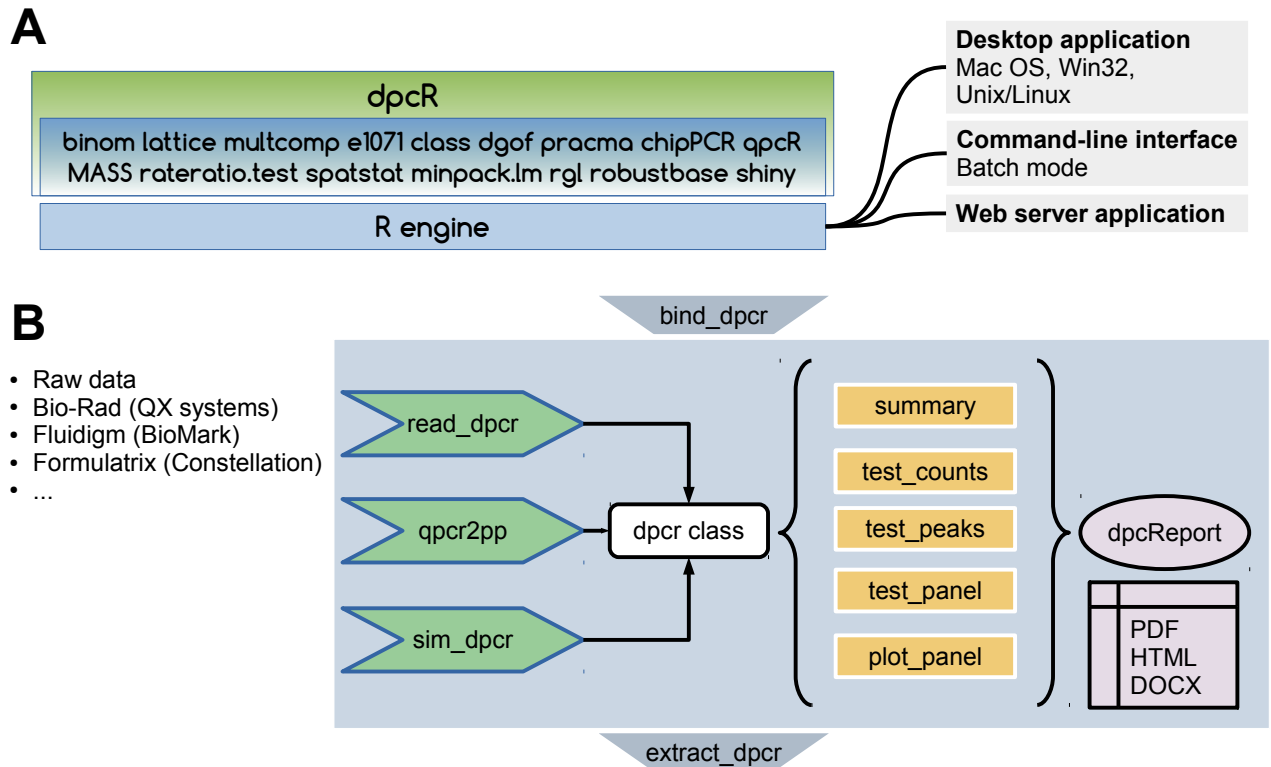 A
dpcR
binom lattice multcomp e1071 class dgof pracma chipPCR qpcR
MASS rateratio.test spatstat minpack.lm rgl robustbase shiny
R engine
Desktop application
Mac OS, Win32,
Unix/Linux
Command-line interface
Batch mode
Web server application
B
• Raw data
• Bio-Rad (QX systems)
• Fluidigm (BioMark)
• Formulatrix (Constellation)
• ...
bind_dpcr
read_dpcr
qpcr2pp
sim_dpcr
dpcr class
summary
test_counts
test_peaks
test_panel
plot_panel
dpcReport
PDF
HTML
DOCX
extract_dpcr